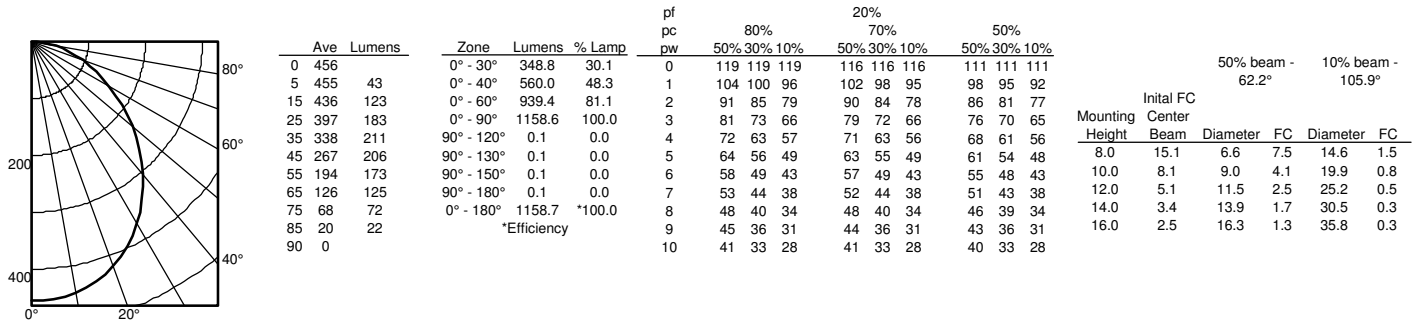 80°
60°
40°
200
400
0° 20°
Ave Lumens
0 456
5 455 43
15 436 123
25 397 183
35 338 211
45 267 206
55 194 173
65 126 125
75 68 72
85 20 22
90 0
Zone Lumens % Lamp
0° - 30° 348.8 30.1
0° - 40° 560.0 48.3
0° - 60° 939.4 81.1
0° - 90° 1158.6 100.0
90° - 120° 0.1 0.0
90° - 130° 0.1 0.0
90° - 150° 0.1 0.0
90° - 180° 0.1 0.0
0° - 180° 1158.7 *100.0
*Efficiency
pf 20%
pc 80% 70% 50%
pw 50% 30% 10% 50% 30% 10% 50% 30% 10%
0 119 119 119 116 116 116 111 111 111
1 104 100 96 102 98 95 98 95 92
2 91 85 79 90 84 78 86 81 77
3 81 73 66 79 72 66 76 70 65
4 72 63 57 71 63 56 68 61 56
5 64 56 49 63 55 49 61 54 48
6 58 49 43 57 49 43 55 48 43
7 53 44 38 52 44 38 51 43 38
8 48 40 34 48 40 34 46 39 34
9 45 36 31 44 36 31 43 36 31
10 41 33 28 41 33 28 40 33 28
50% beam - 10% beam -
62.2° 105.9°
Inital FC
Mounting Center
Height Beam Diameter FC Diameter FC
8.0 15.1 6.6 7.5 14.6 1.5
10.0 8.1 9.0 4.1 19.9 0.8
12.0 5.1 11.5 2.5 25.2 0.5
14.0 3.4 13.9 1.7 30.5 0.3
16.0 2.5 16.3 1.3 35.8 0.3